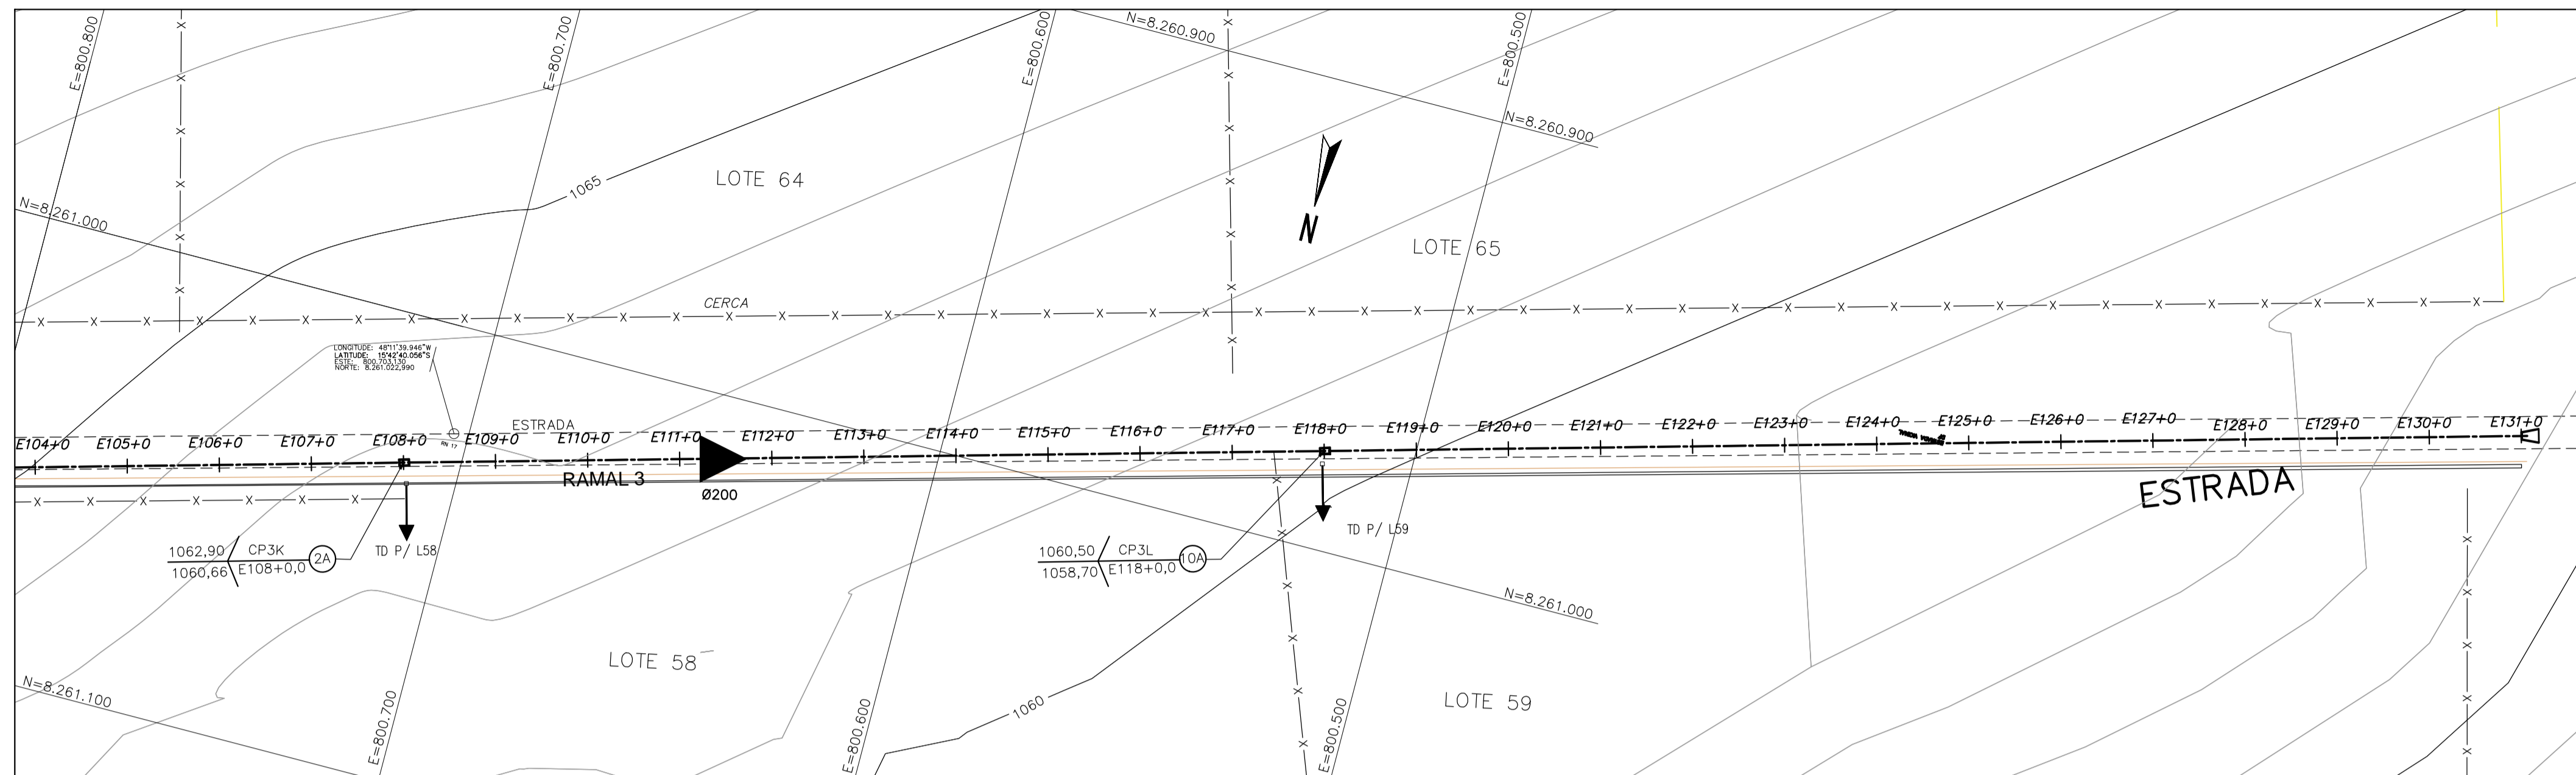 E=800.800
E=800.700
E=800.600
N=8.260.900
E=800.500
N=8.260.900
LOTE 64
1065
N=8.261.000
N
LOTE 65
CERCA
LONGITUDE: 48°11'39.946"W
LATITUDE: 15°42'40.056"S
ESTE: 800.703,130
NORTE: 8.261.022,990
ESTRADA
RN 17
E104+0
E105+0
E106+0
E107+0
E108+0
E109+0
E110+0
E111+0
E112+0
E113+0
E114+0
E115+0
E116+0
E117+0
E118+0
E119+0
E120+0
E121+0
E122+0
E123+0
E124+0
E125+0
E126+0
E127+0
E128+0
E129+0
E130+0
E131+0
RAMAL 3
Ø200
ESTRADA
1062,90 CP3K 2A
1060,66 E108+0,0
TD P/ L58
1060,50 CP3L 10A
1058,70 E118+0,0
TD P/ L59
N=8.261.000
LOTE 58
N=8.261.100
LOTE 59
1060
E=800.700
E=800.600
E=800.500